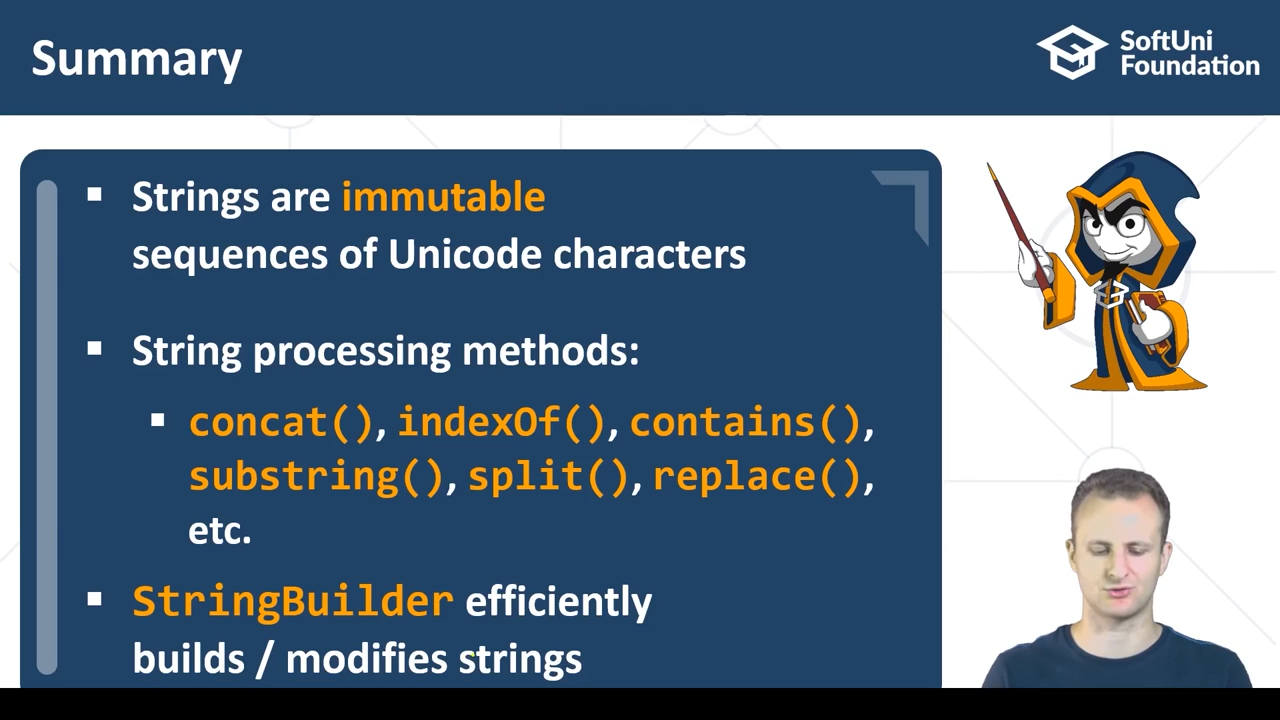 Summary
SoftUni
Foundation
▪ Strings are immutable
sequences of Unicode characters
▪ String processing methods:
▪ concat(), indexOf(), contains(),
substring(), split(), replace(),
etc.
▪ StringBuilder efficiently
builds / modifies strings